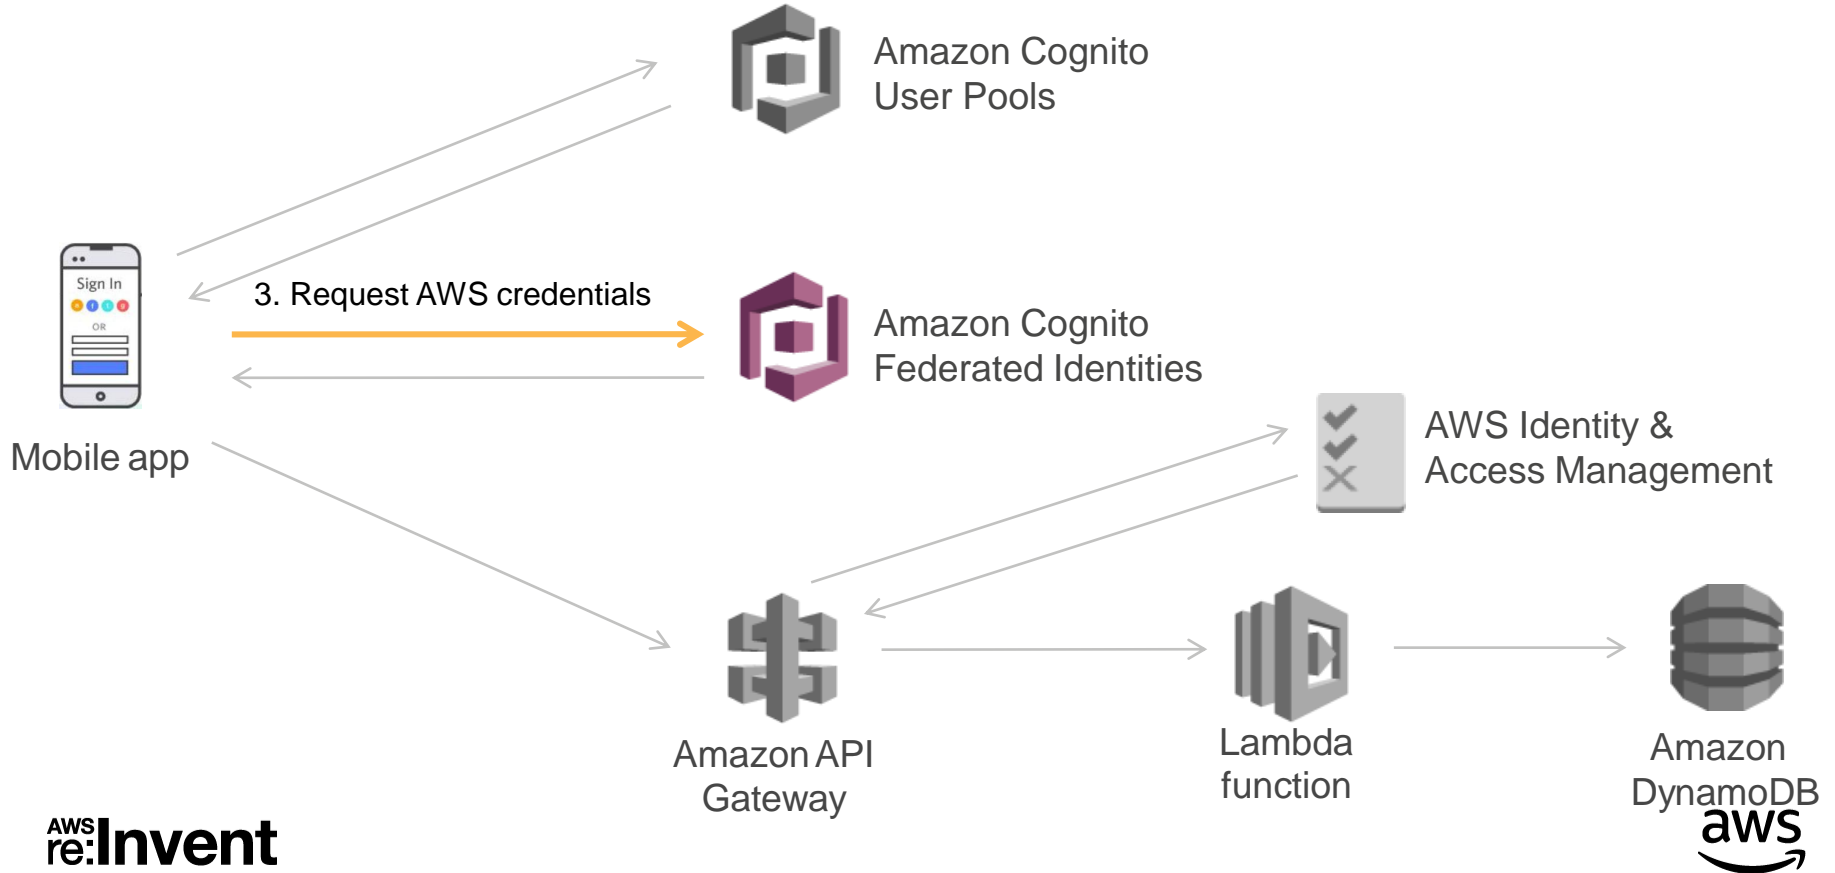 Amazon Cognito
User Pools
Sign In
OR
3. Request AWS credentials
Amazon Cognito
Federated Identities
Mobile app
AWS Identity &
Access Management
Amazon API
Gateway
Lambda
function
Amazon
DynamoDB
AWS
re:Invent
aws